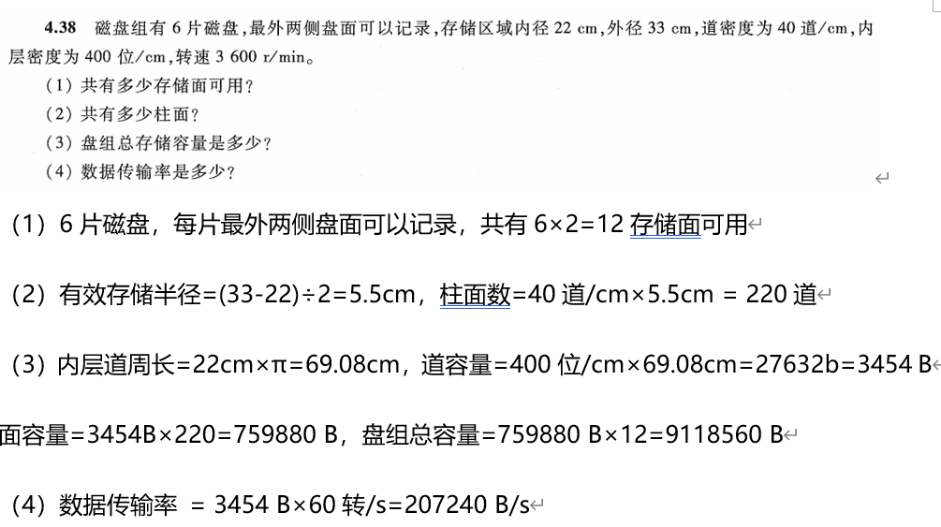 4.38 磁盘组有 6 片磁盘,最外两侧盘面可以记录,存储区域内径 22 cm,外径 33 cm,道密度为 40 道/cm,内
层密度为 400 位/cm,转速 3 600 r/min。
(1) 共有多少存储面可用?
(2) 共有多少柱面?
(3) 盘组总存储容量是多少?
(4) 数据传输率是多少?
(1) 6 片磁盘，每片最外两侧盘面可以记录，共有 6×2=12 存储面可用
(2) 有效存储半径=(33-22)÷2=5.5cm，柱面数=40 道/cm×5.5cm = 220 道
(3) 内层道周长=22cm×π=69.08cm，道容量=400 位/cm×69.08cm=27632b=3454 B
面容量=3454B×220=759880 B，盘组总容量=759880 B×12=9118560 B
(4) 数据传输率 = 3454 B×60 转/s=207240 B/s